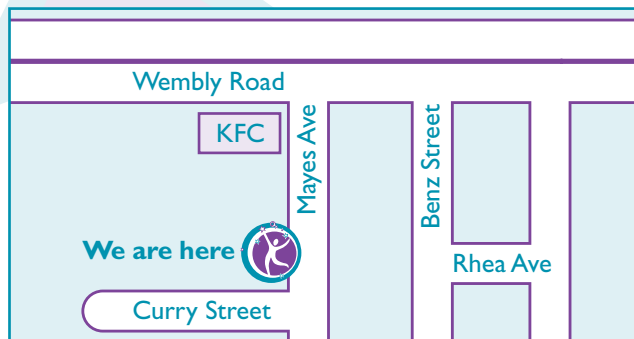 Wembly Road
KFC
Mayes Ave
Benz Street
We are here
Rhea Ave
Curry Street